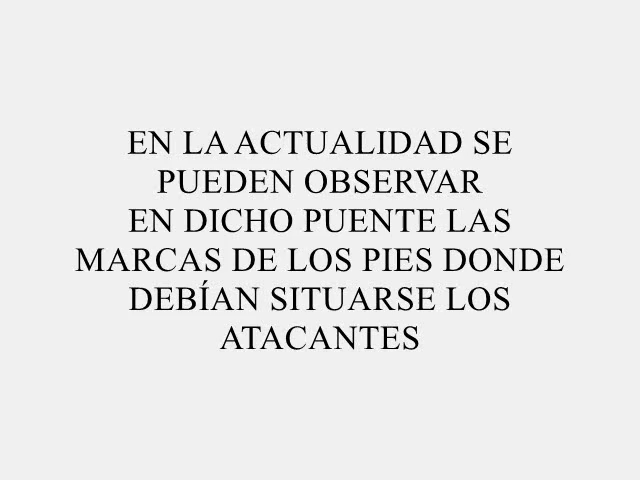 EN LA ACTUALIDAD SE
PUEDEN OBSERVAR
EN DICHO PUENTE LAS
MARCAS DE LOS PIES DONDE
DEBÍAN SITUARSE LOS
ATACANTES